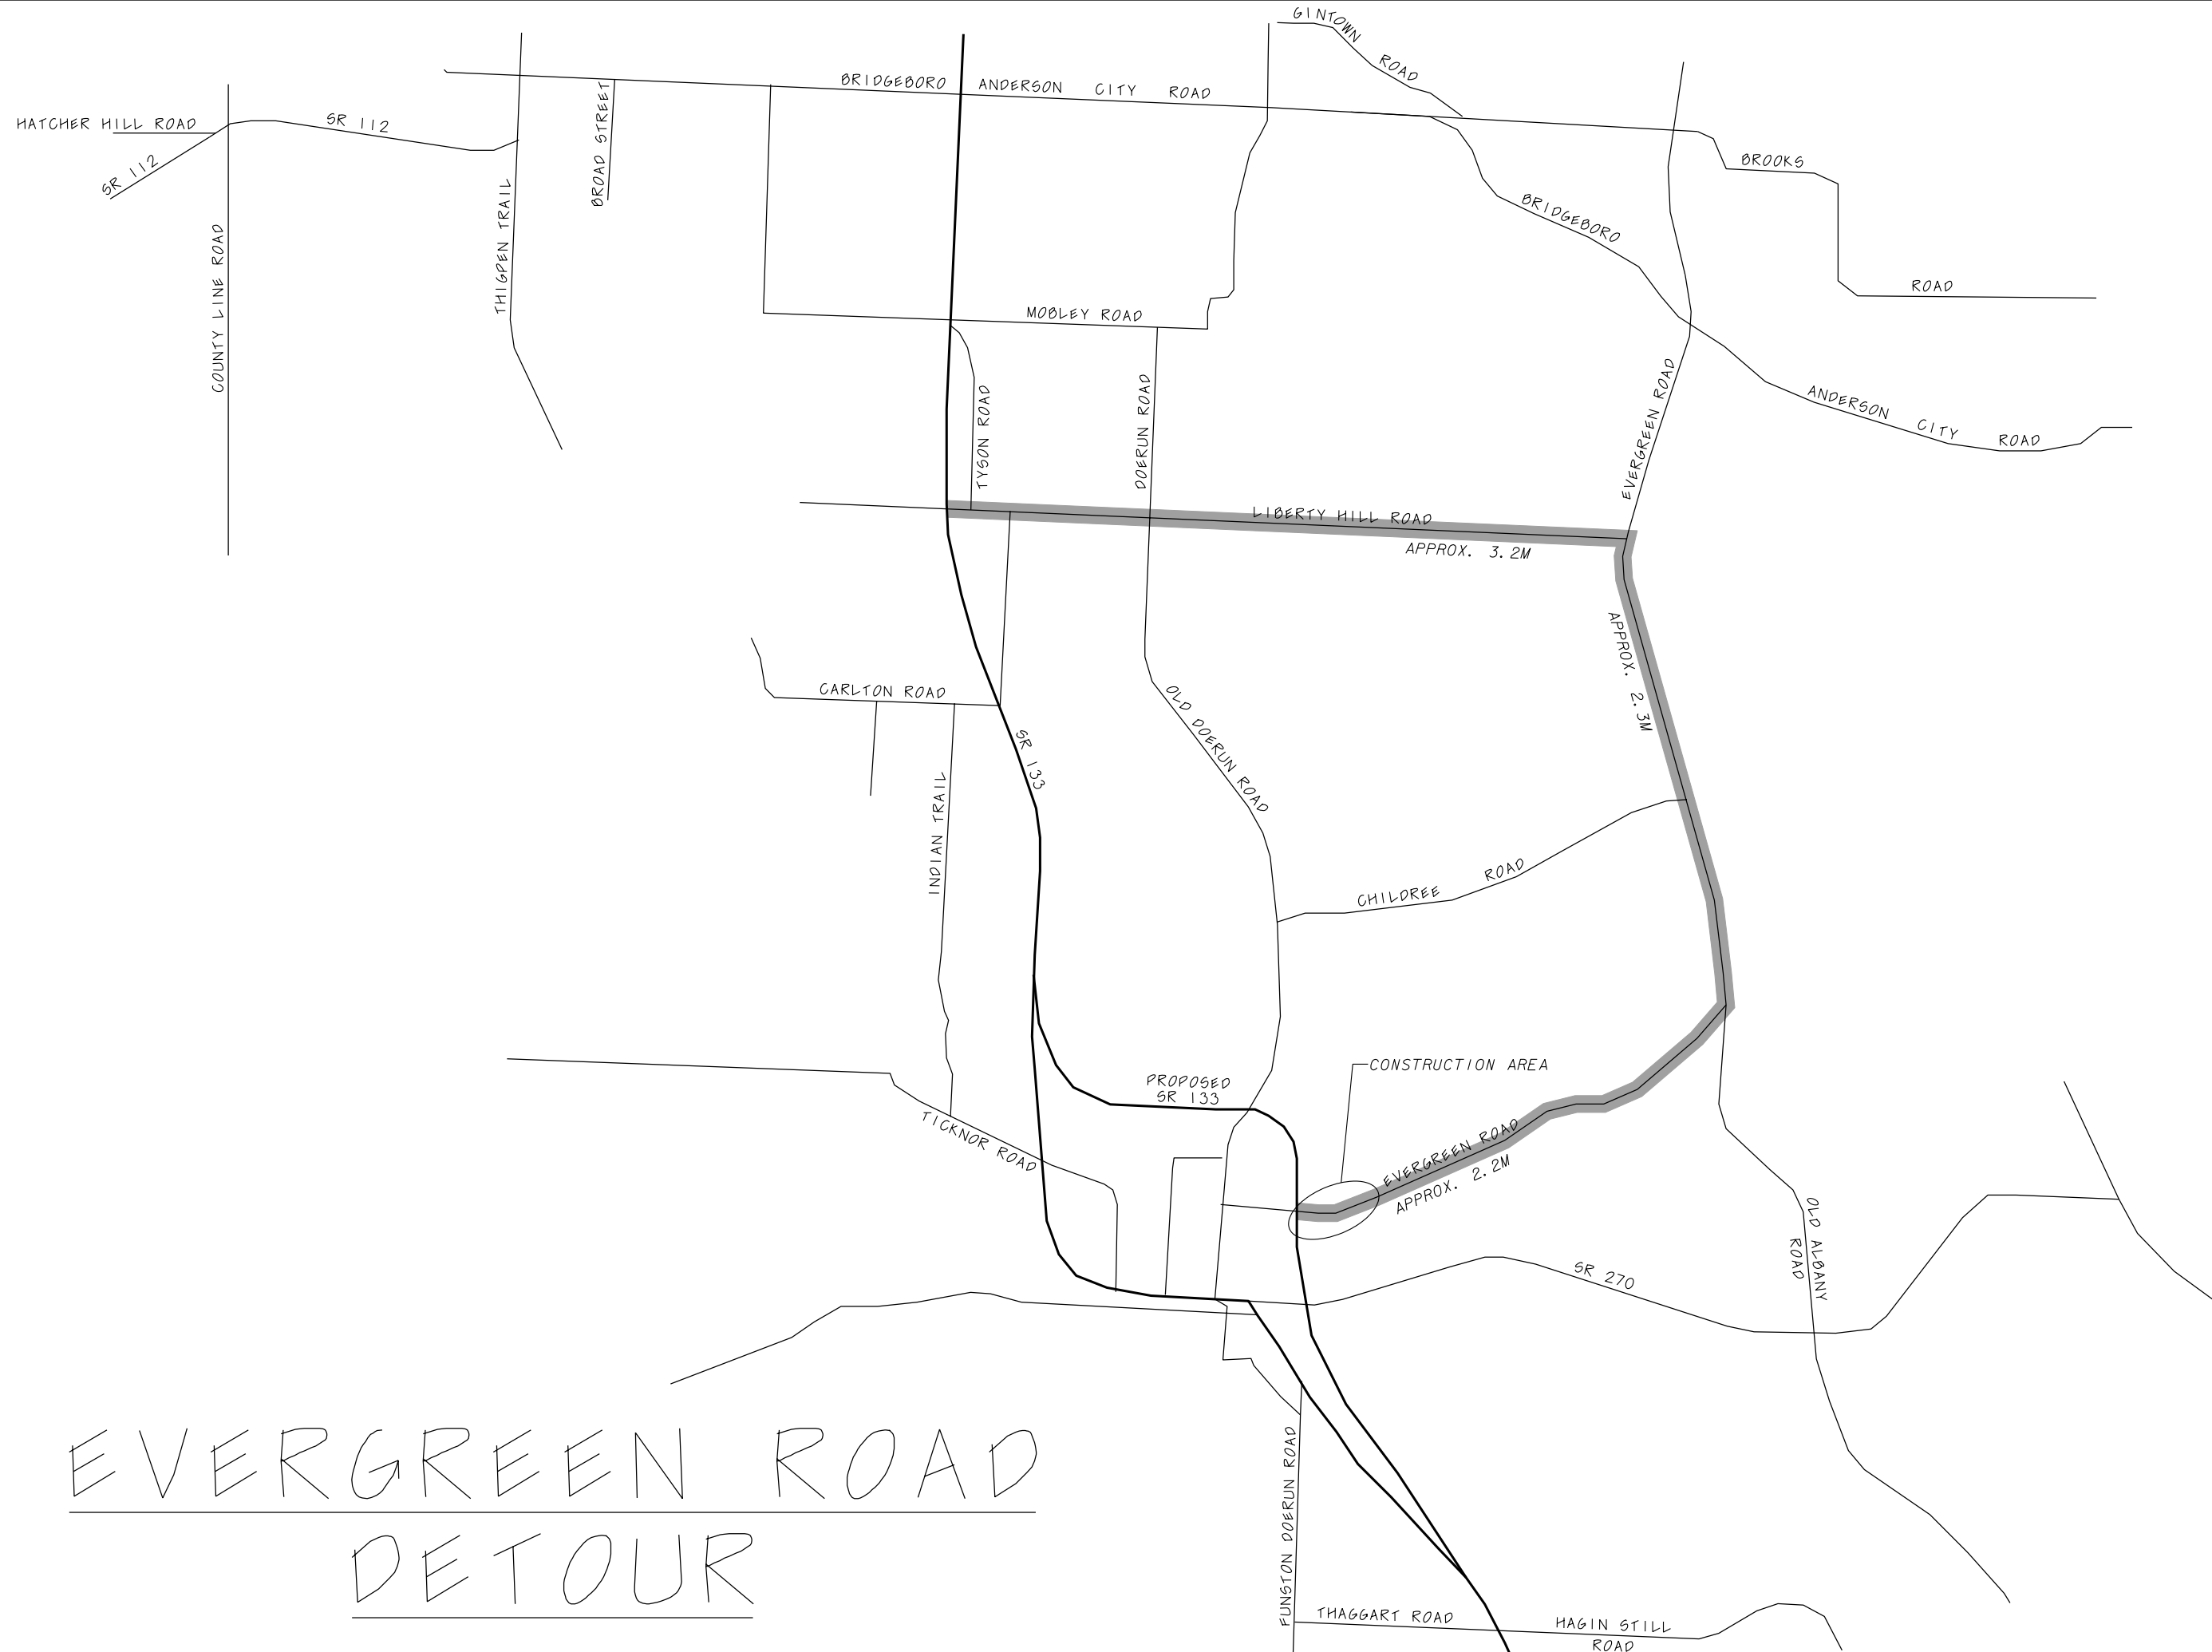 GINTOWN
ROAD
BRIDGEBORO ANDERSON CITY ROAD
HATCHER HILL ROAD
SR 112
SR 112
BROAD STREET
BROOKS
ROAD
THIGPEN TRAIL
COUNTY LINE ROAD
BRIDGEBORO
ANDERSON CITY ROAD
MOBLEY ROAD
TYSON ROAD
DOERUN ROAD
EVERGREEN ROAD
LIBERTY HILL ROAD
APPROX. 3.2M
APPROX. 2.3M
CARLTON ROAD
SR 133
OLD DOERUN ROAD
INDIAN TRAIL
CHILDREE ROAD
CONSTRUCTION AREA
PROPOSED
SR 133
TICKNOR ROAD
EVERGREEN ROAD
APPROX. 2.2M
OLD ALBANY
ROAD
SR 270
EVERGREEN ROAD
DETOUR
FUNSTON DOERUN ROAD
THAGGART ROAD
HAGIN STILL
ROAD